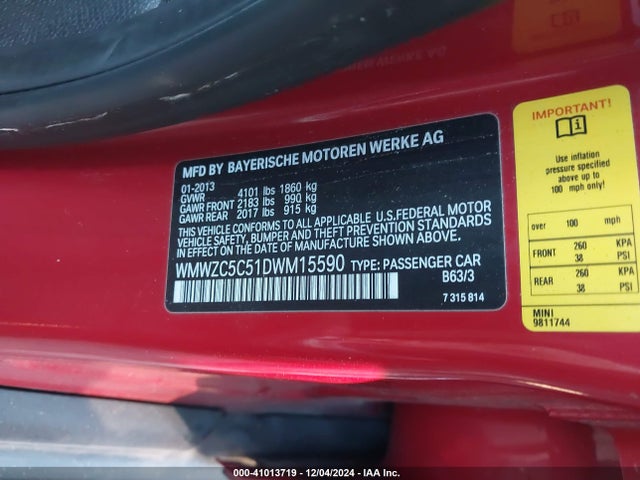 MFD BY BAYERISCHE MOTOREN WERKE AG
01-2013
GVWR 4101 lbs 1860 kg
GAWR FRONT 2183 lbs 990 kg
GAWR REAR 2017 lbs 915 kg
THIS VEHICLE CONFORMS TO ALL APPLICABLE U.S.FEDERAL MOTOR
VEHICLE SAFETY, BUMPER, AND THEFT PREVENTION STANDARDS
IN EFFECT ON THE DATE OF MANUFACTURE SHOWN ABOVE.
WMWZC5C51DWM15590 TYPE: PASSENGER CAR
B63/3
7 315 814
IMPORTANT!
Use inflation
pressure specified
above for speeds
over 100 mph only!
over 100 mph
FRONT 260 KPA
38 PSI
REAR 260 KPA
38 PSI
MINI
9811744
000-41013719 - 12/04/2024 - IAA Inc.